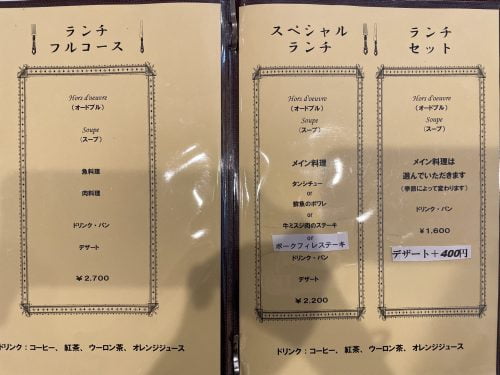 ランチ
フルコース
Hors d'oeuvre
（オードブル）
Soupe
（スープ）
魚料理
肉料理
ドリンク・パン
デザート
￥2.700
ドリンク：コーヒー、紅茶、ウーロン茶、オレンジジュース
スペシャル
ランチ
Hors d'oeuvre
（オードブル）
Soupe
（スープ）
メイン料理
タンシチュー
or
鮮魚のポワレ
or
牛ミスジ肉のステーキ
or
ポークフィレステーキ
ドリンク・パン
デザート
￥2.200
ランチ
セット
Hors d'oeuvre
（オードブル）
Soupe
（スープ）
メイン料理は
選んでいただきます
（季節によって変わります）
ドリンク・パン
￥1.600
デザート＋400円
ドリンク：コーヒー、紅茶、ウーロン茶、オレンジジュース